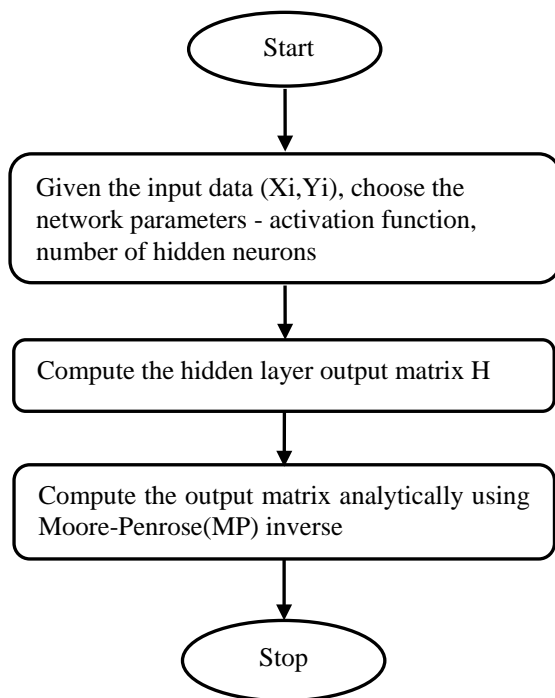 Start
Given the input data (Xi,Yi), choose the
network parameters - activation function,
number of hidden neurons
Compute the hidden layer output matrix H
Compute the output matrix analytically using
Moore-Penrose(MP) inverse
Stop